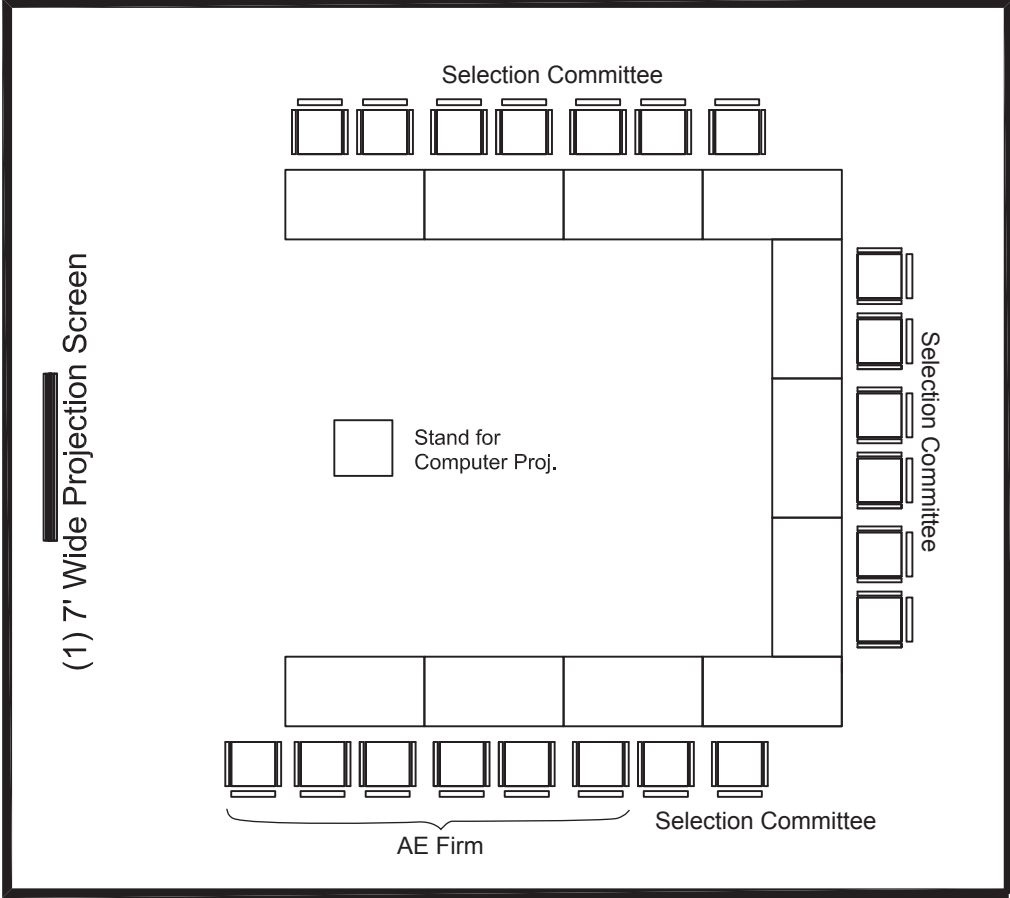 Selection Committee
(1) 7' Wide Projection Screen
Selection Committee
Stand for
Computer Proj.
Selection Committee
AE Firm